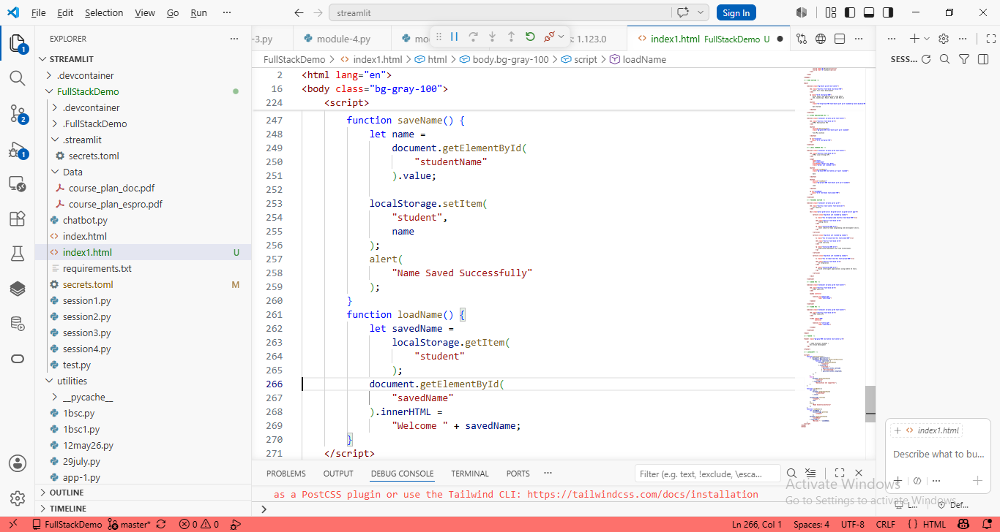 File Edit Selection View Go Run ··· streamlit Sign In
EXPLORER ···
-3.py module-4.py mo s: 1.123.0 index1.html FullStackDemo U ···
FullStackDemo > index1.html > html > body.bg-gray-100 > script > loadName
STREAMLIT
.devcontainer
FullStackDemo
.devcontainer
.FullStackDemo
.streamlit
secrets.toml
Data
course_plan_doc.pdf
course_plan_espro.pdf
chatbot.py
index.html
index1.html U
requirements.txt
secrets.toml M
session1.py
session2.py
session3.py
session4.py
test.py
utilities
__pycache__
1bsc.py
1bsc1.py
12may26.py
29july.py
app-1.py
OUTLINE
TIMELINE
1
2
1
2 <html lang="en">
16 <body class="bg-gray-100">
224 <script>
247 function saveName() {
248 let name =
249 document.getElementById(
250 "studentName"
251 ).value;
252
253 localStorage.setItem(
254 "student",
255 name
256 );
257 alert(
258 "Name Saved Successfully"
259 );
260 }
261 function loadName() {
262 let savedName =
263 localStorage.getItem(
264 "student"
265 );
266 document.getElementById(
267 "savedName"
268 ).innerHTML =
269 "Welcome " + savedName;
270 }
271 </script>
PROBLEMS OUTPUT DEBUG CONSOLE TERMINAL PORTS ··· Filter (e.g. text, !exclude, \esca...
as a PostCSS plugin or use the Tailwind CLI: https://tailwindcss.com/docs/installation
>
SESS...
index1.html
Describe what to bu...
L... Def...
Activate Windows
Go to Settings to activate Windows.
FullStackDemo master* 0 0 Ln 266, Col 1 Spaces: 4 UTF-8 CRLF { } HTML